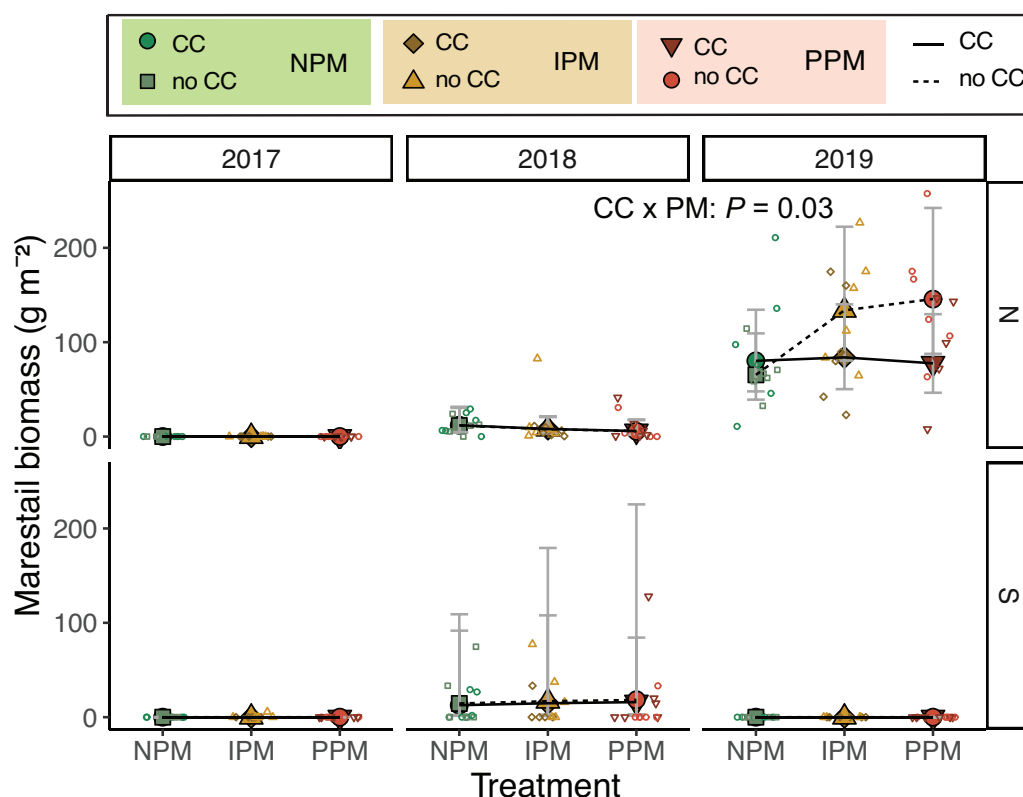 CC CC CC CC
NPM IPM PPM
no CC no CC no CC no CC
2017 2018 2019
CC x PM: P = 0.03
N
200
100
0
Marestail biomass (g m⁻²)
S
200
100
0
NPM IPM PPM NPM IPM PPM NPM IPM PPM
Treatment